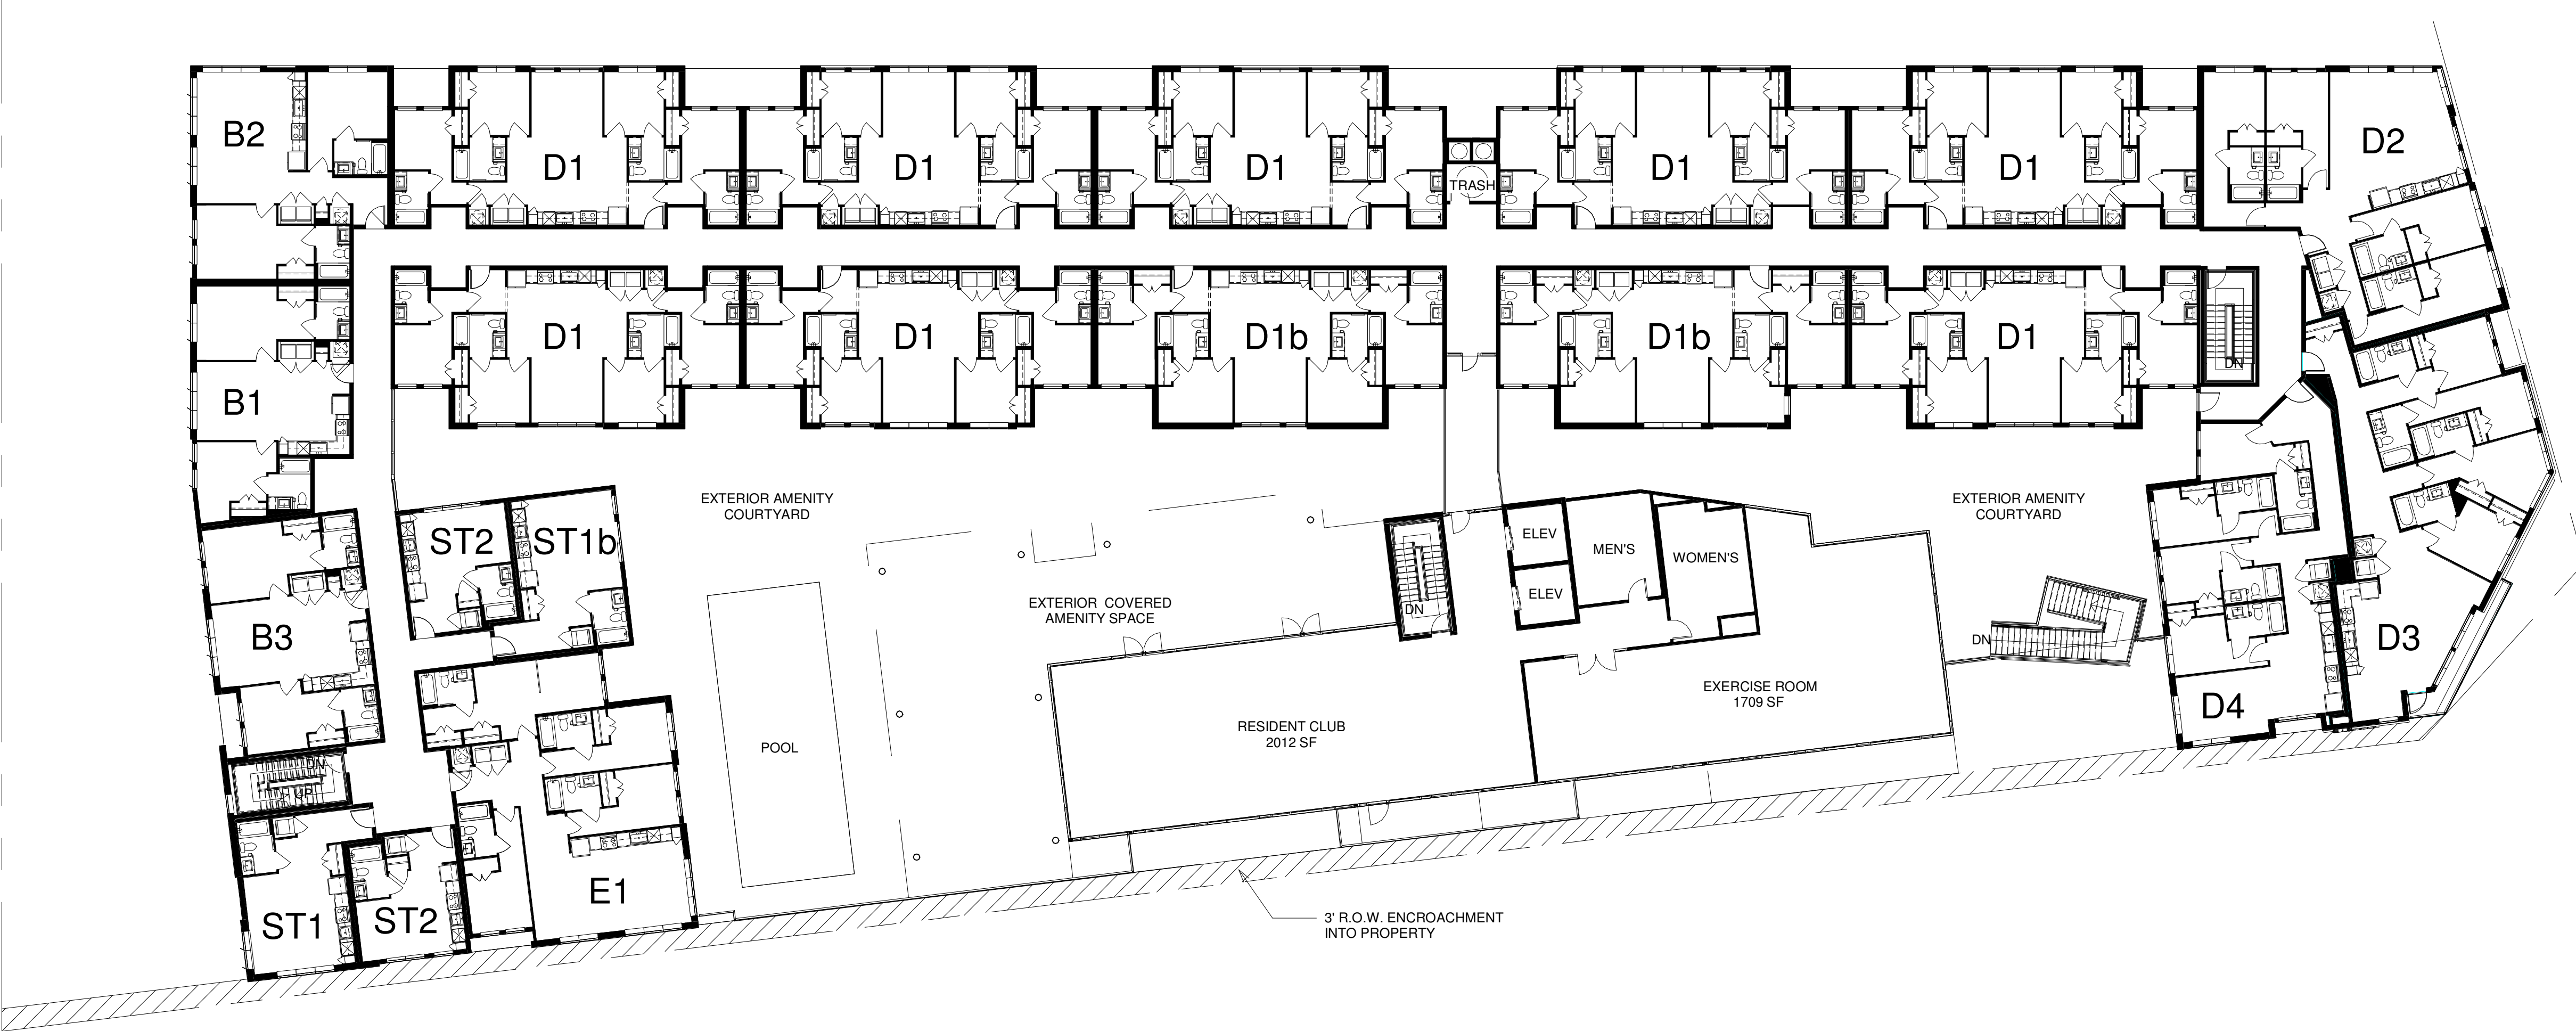 B2
D1
D1
D1
D1
D1
D2
TRASH
D1
D1
D1b
D1b
D1
DN
B1
EXTERIOR AMENITY
COURTYARD
EXTERIOR AMENITY
COURTYARD
ST2
ST1b
ELEV
MEN'S
WOMEN'S
ELEV
EXTERIOR COVERED
AMENITY SPACE
DN
DN
B3
D3
EXERCISE ROOM
1709 SF
D4
RESIDENT CLUB
2012 SF
POOL
DN
UP
E1
ST1
ST2
3' R.O.W. ENCROACHMENT
INTO PROPERTY